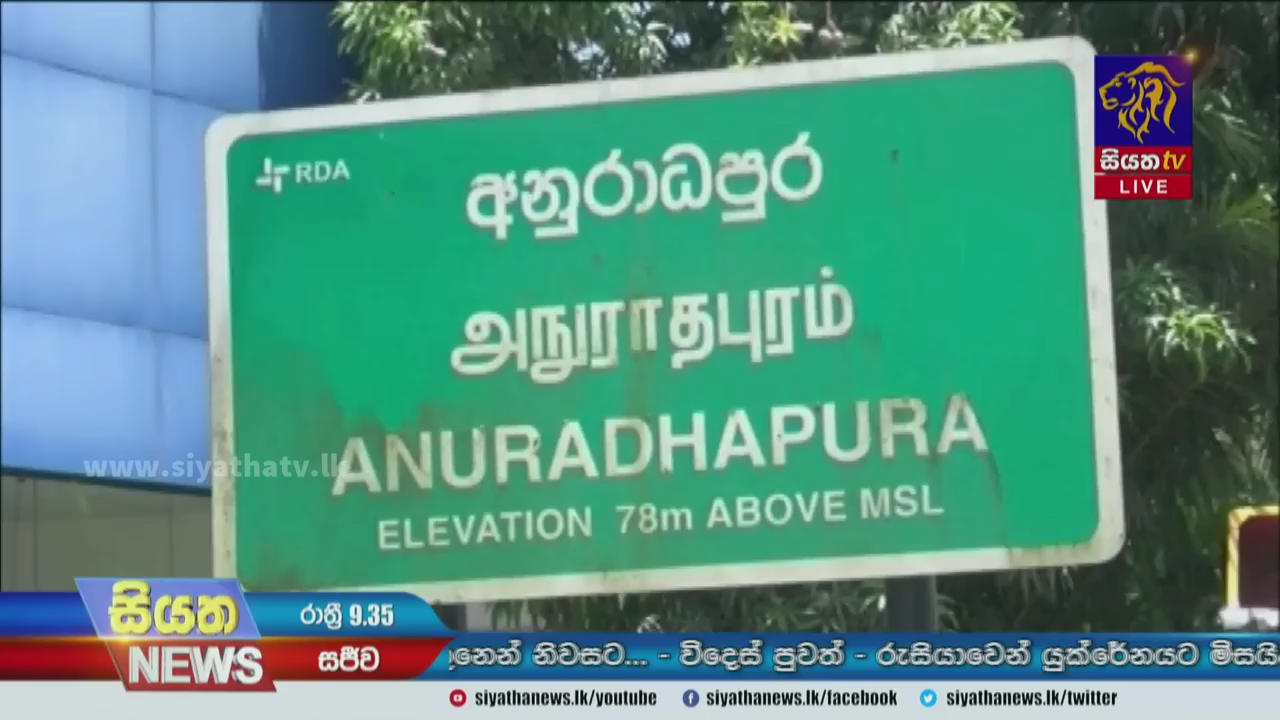 RDA
අනුරාධපුර
அநுராதபுரம்
ANURADHAPURA
ELEVATION 78m ABOVE MSL
සියත tv
LIVE
www.siyathatv.lk
සියත
NEWS
රාත්‍රී 9.35
සජීව
නිවසට... - විදෙස් පුවත් - රුසියාවෙන් යුක්රේනයට
siyathanews.lk/youtube siyathanews.lk/facebook siyathanews.lk/twitter